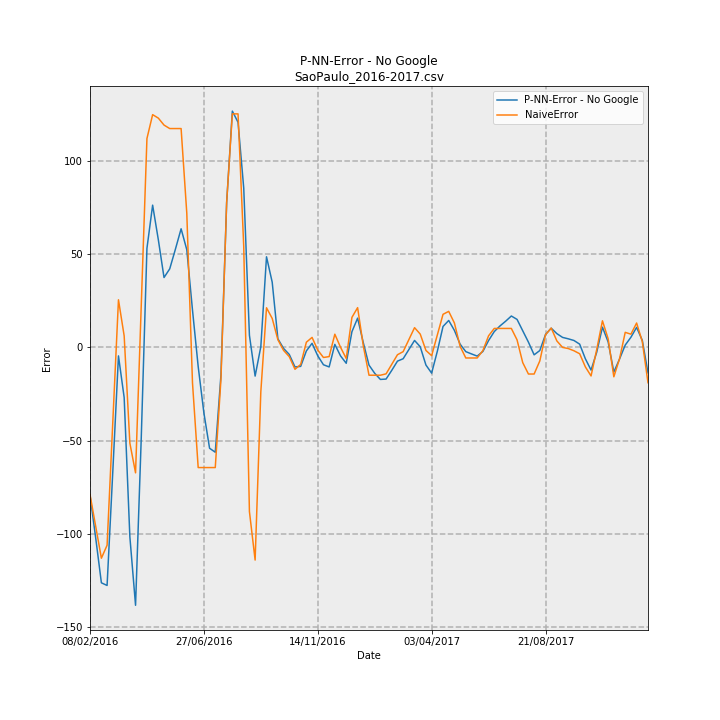 P-NN-Error - No Google
SaoPaulo_2016-2017.csv
P-NN-Error - No Google
NaiveError
Error
100
50
0
−50
−100
−150
08/02/2016 27/06/2016 14/11/2016 03/04/2017 21/08/2017
Date